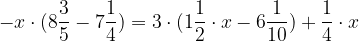 -x · (8 3/5 - 7 1/4) = 3 · (1 1/2 · x - 6 1/10) + 1/4 · x